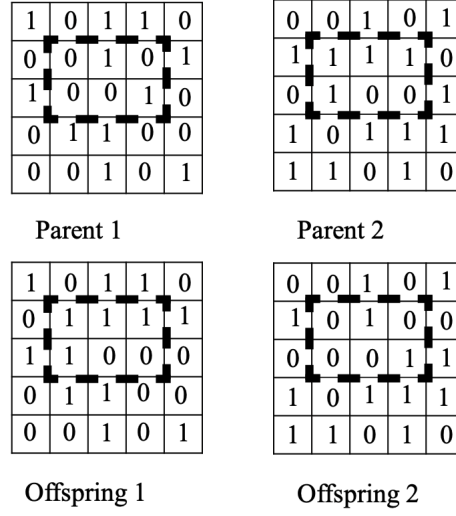 1 0 1 1 0
0 0 1 0 1
1 0 0 1 0
0 1 1 0 0
0 0 1 0 1
Parent 1
0 0 1 0 1
1 1 1 1 0
0 1 0 0 1
1 0 1 1 1
1 1 0 1 0
Parent 2
1 0 1 1 0
0 1 1 1 1
1 1 0 0 0
0 1 1 0 0
0 0 1 0 1
Offspring 1
0 0 1 0 1
1 0 1 0 0
0 0 0 1 1
1 0 1 1 1
1 1 0 1 0
Offspring 2